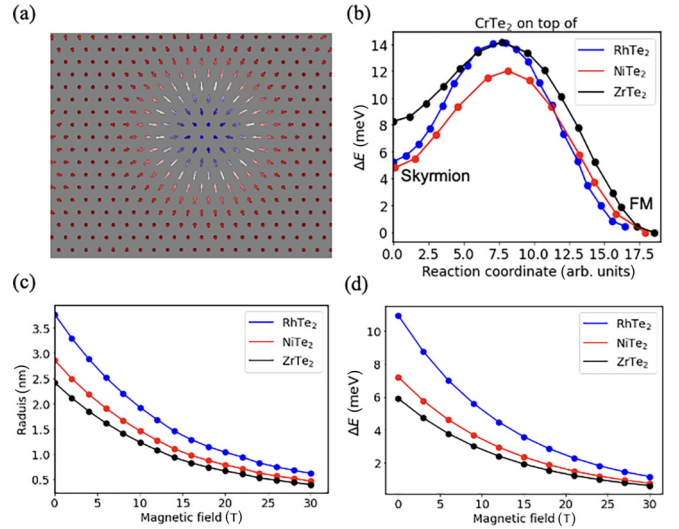 (a)
(b)
CrTe2 on top of
RhTe2
NiTe2
ZrTe2
14
12
10
8
6
4
2
0
ΔE (meV)
Skyrmion
FM
0.0 2.5 5.0 7.5 10.0 12.5 15.0 17.5
Reaction coordinate (arb. units)
(c)
RhTe2
NiTe2
ZrTe2
3.5
3.0
2.5
2.0
1.5
1.0
0.5
Raduis (nm)
0 5 10 15 20 25 30
Magnetic field (T)
(d)
RhTe2
NiTe2
ZrTe2
10
8
6
4
2
ΔE (meV)
0 5 10 15 20 25 30
Magnetic field (T)